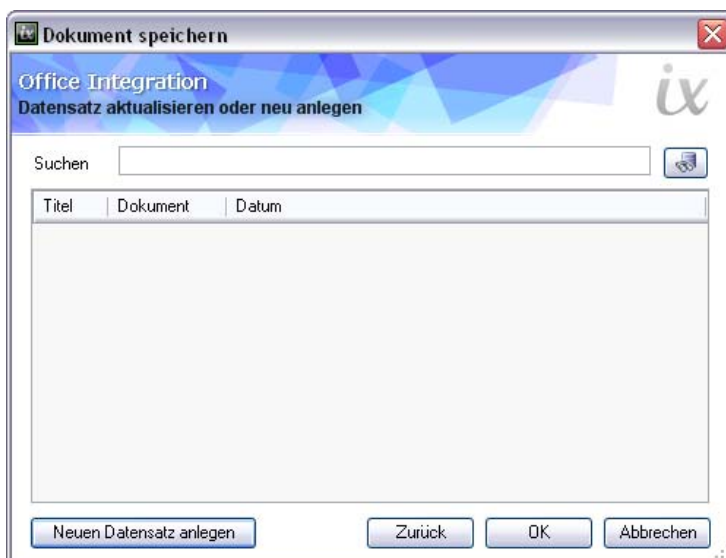 ix Dokument speichern
Office Integration
Datensatz aktualisieren oder neu anlegen
ix
Suchen
Titel Dokument Datum
Neuen Datensatz anlegen Zurück OK Abbrechen